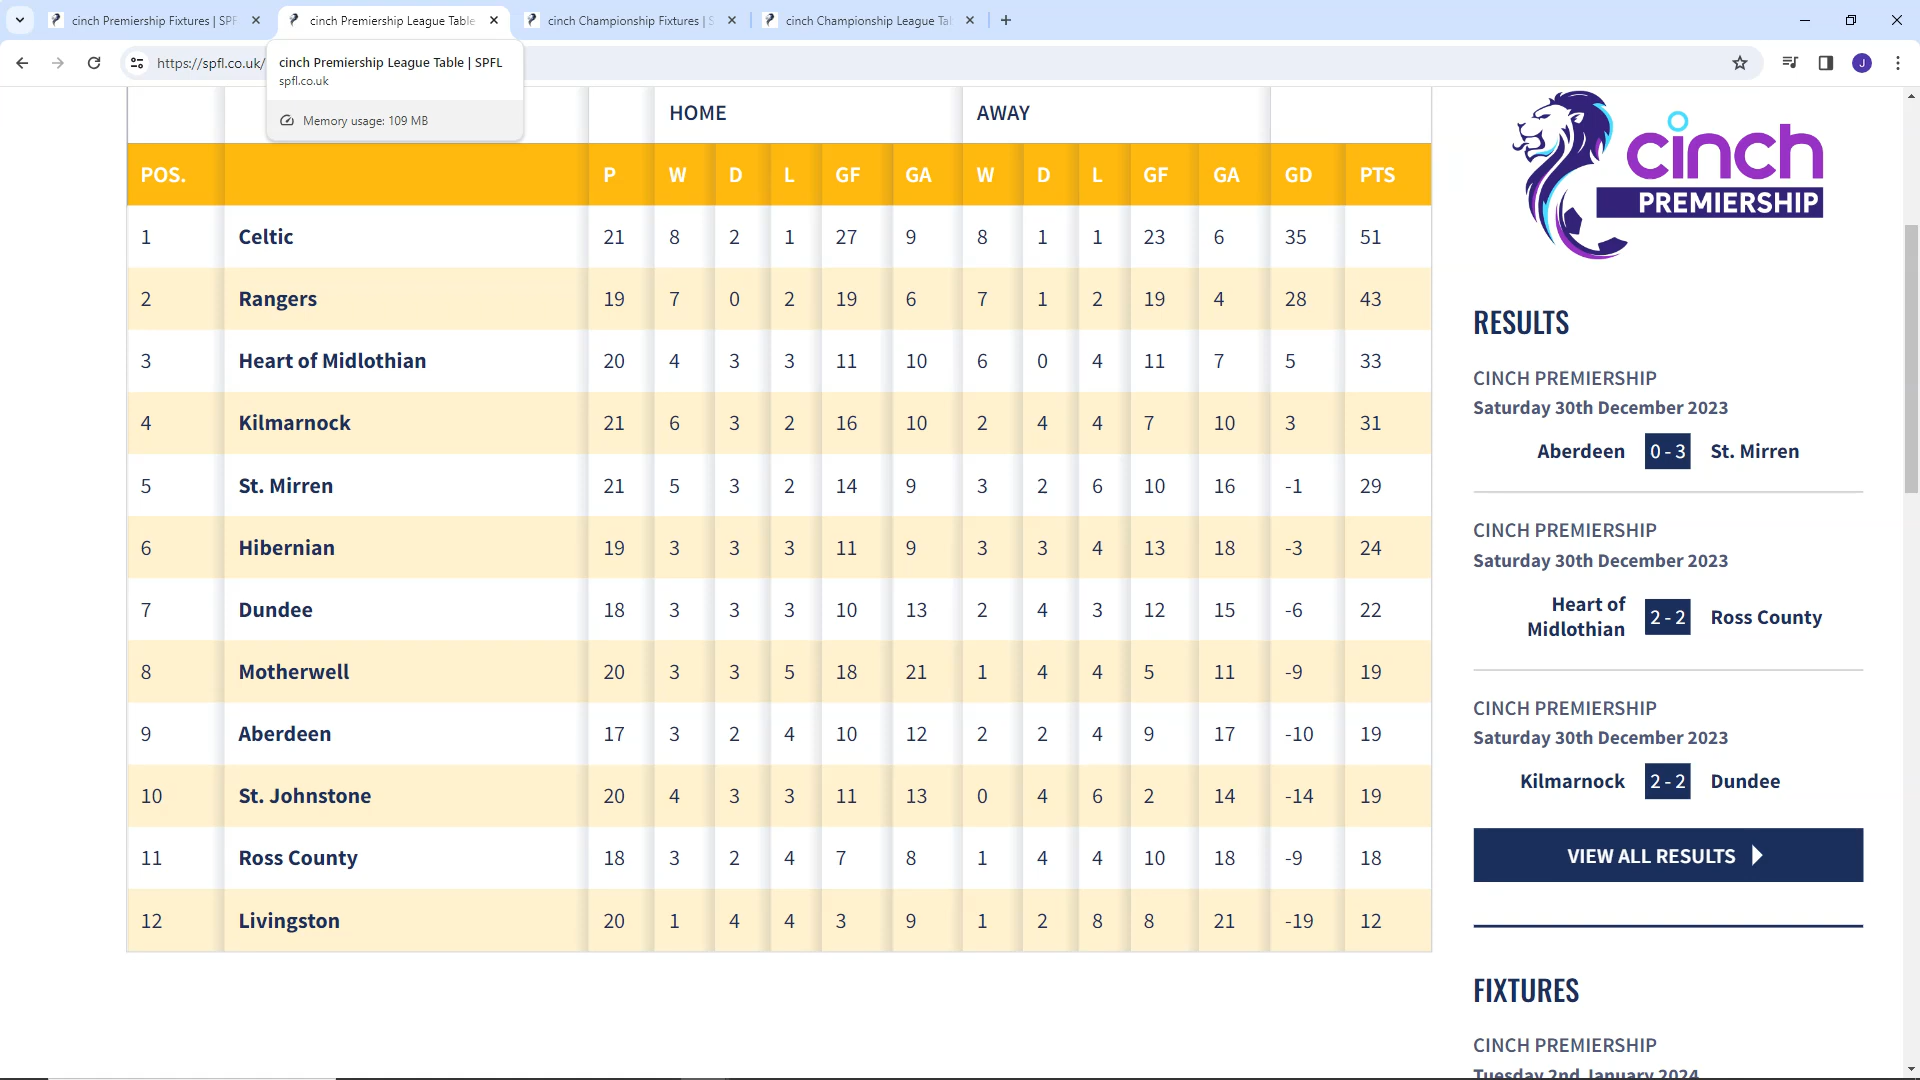 cinch Premiership Fixtures | SPF
cinch Premiership League Table
cinch Championship Fixtures | S
cinch Championship League Ta
https://spfl.co.uk/
J
cinch Premiership League Table | SPFL
spfl.co.uk
Memory usage: 109 MB
HOME AWAY
POS. P W D L GF GA W D L GF GA GD PTS
1 Celtic 21 8 2 1 27 9 8 1 1 23 6 35 51
2 Rangers 19 7 0 2 19 6 7 1 2 19 4 28 43
3 Heart of Midlothian 20 4 3 3 11 10 6 0 4 11 7 5 33
4 Kilmarnock 21 6 3 2 16 10 2 4 4 7 10 3 31
5 St. Mirren 21 5 3 2 14 9 3 2 6 10 16 -1 29
6 Hibernian 19 3 3 3 11 9 3 3 4 13 18 -3 24
7 Dundee 18 3 3 3 10 13 2 4 3 12 15 -6 22
8 Motherwell 20 3 3 5 18 21 1 4 4 5 11 -9 19
9 Aberdeen 17 3 2 4 10 12 2 2 4 9 17 -10 19
10 St. Johnstone 20 4 3 3 11 13 0 4 6 2 14 -14 19
11 Ross County 18 3 2 4 7 8 1 4 4 10 18 -9 18
12 Livingston 20 1 4 4 3 9 1 2 8 8 21 -19 12
cinch
PREMIERSHIP
RESULTS
CINCH PREMIERSHIP
Saturday 30th December 2023
Aberdeen 0 - 3 St. Mirren
CINCH PREMIERSHIP
Saturday 30th December 2023
Heart of
Midlothian 2 - 2 Ross County
CINCH PREMIERSHIP
Saturday 30th December 2023
Kilmarnock 2 - 2 Dundee
VIEW ALL RESULTS
FIXTURES
CINCH PREMIERSHIP
Tuesday 2nd January 2024